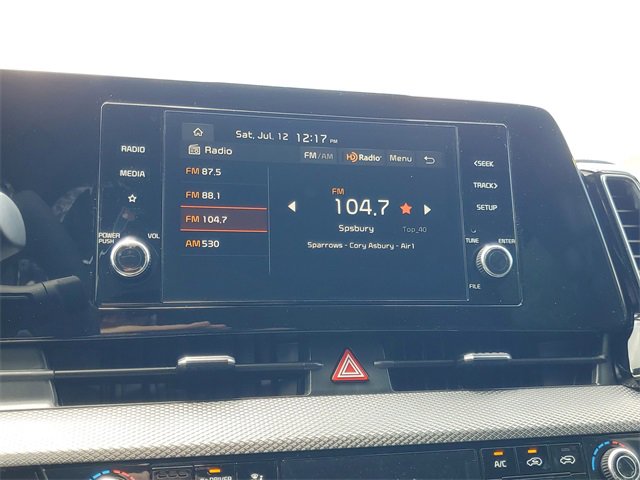 Sat, Jul. 12 12:17 PM
Radio FM/AM HD Radio Menu
RADIO
MEDIA
POWER PUSH VOL
FM 87.5
FM 88.1
FM 104.7
AM 530
FM
104.7
Spsbury Top_40
Sparrows - Cory Asbury - Air1
<SEEK
TRACK>
SETUP
TUNE ENTER
FILE
DRIVER
A/C